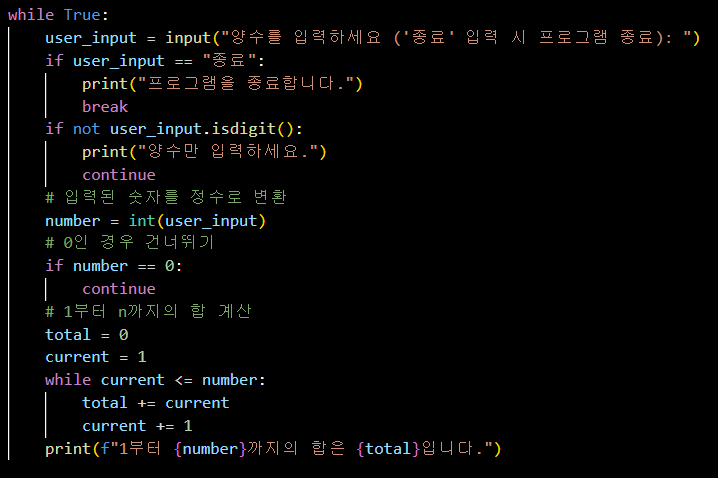 while True:
    user_input = input("양수를 입력하세요 ('종료' 입력 시 프로그램 종료): ")
    if user_input == "종료":
        print("프로그램을 종료합니다.")
        break
    if not user_input.isdigit():
        print("양수만 입력하세요.")
        continue
    # 입력된 숫자를 정수로 변환
    number = int(user_input)
    # 0인 경우 건너뛰기
    if number == 0:
        continue
    # 1부터 n까지의 합 계산
    total = 0
    current = 1
    while current <= number:
        total += current
        current += 1
    print(f"1부터 {number}까지의 합은 {total}입니다.")